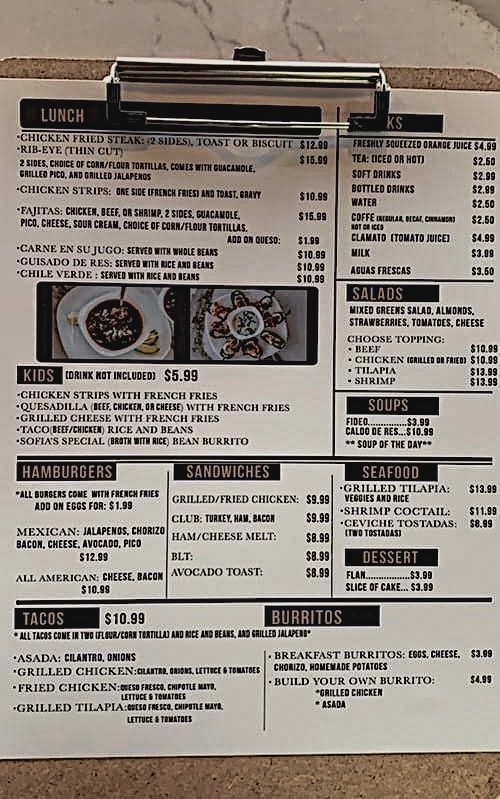 LUNCH
•CHICKEN FRIED STEAK: (2 SIDES), TOAST OR BISCUIT $12.99
•RIB-EYE (THIN CUT) $15.99
2 SIDES, CHOICE OF CORN/FLOUR TORTILLAS, COMES WITH GUACAMOLE,
GRILLED PICO, AND GRILLED JALAPENOS
•CHICKEN STRIPS: ONE SIDE (FRENCH FRIES) AND TOAST, GRAVY $10.99
•FAJITAS: CHICKEN, BEEF, OR SHRIMP, 2 SIDES, GUACAMOLE, $15.99
PICO, CHEESE, SOUR CREAM, CHOICE OF CORN/FLOUR TORTILLAS.
ADD ON QUESO: $1.99
•CARNE EN SU JUGO: SERVED WITH WHOLE BEANS $10.99
•GUISADO DE RES: SERVED WITH RICE AND BEANS $10.99
•CHILE VERDE : SERVED WITH RICE AND BEANS $10.99
KS
FRESHLY SQUEEZED ORANGE JUICE $4.99
TEA: (ICED OR HOT) $2.50
SOFT DRINKS $2.99
BOTTLED DRINKS $2.99
WATER $2.50
COFFE (REGULAR, DECAF, CINNAMON) $2.50
HOT OR ICED
CLAMATO (TOMATO JUICE) $4.99
MILK $3.99
AGUAS FRESCAS $3.50
SALADS
MIXED GREENS SALAD, ALMONDS,
STRAWBERRIES, TOMATOES, CHEESE
CHOOSE TOPPING:
• BEEF $10.99
• CHICKEN (GRILLED OR FRIED) $10.99
• TILAPIA $13.99
• SHRIMP $13.99
KIDS (DRINK NOT INCLUDED) $5.99
•CHICKEN STRIPS WITH FRENCH FRIES
•QUESADILLA (BEEF, CHICKEN, OR CHEESE) WITH FRENCH FRIES
•GRILLED CHEESE WITH FRENCH FRIES
•TACO(BEEF/CHICKEN) RICE AND BEANS
•SOFIA'S SPECIAL (BROTH WITH RICE) BEAN BURRITO
SOUPS
FIDEO...............$3.99
CALDO DE RES...$10.99
** SOUP OF THE DAY**
HAMBURGERS
*ALL BURGERS COME WITH FRENCH FRIES
ADD ON EGGS FOR: $1.99
MEXICAN: JALAPENOS, CHORIZO
BACON, CHEESE, AVOCADO, PICO
$12.99
ALL AMERICAN: CHEESE, BACON
$10.99
SANDWICHES
GRILLED/FRIED CHICKEN: $9.99
CLUB: TURKEY, HAM, BACON $9.99
HAM/CHEESE MELT: $8.99
BLT: $8.99
AVOCADO TOAST: $8.99
SEAFOOD
•GRILLED TILAPIA: $13.99
VEGGIES AND RICE
•SHRIMP COCTAIL: $11.99
•CEVICHE TOSTADAS: $8.99
(TWO TOSTADAS)
DESSERT
FLAN..................$3.99
SLICE OF CAKE... $3.99
TACOS $10.99
* ALL TACOS COME IN TWO (FLOUR/CORN TORTILLA) AND RICE AND BEANS, AND GRILLED JALAPENO*
•ASADA: CILANTRO, ONIONS
•GRILLED CHICKEN:CILANTRO, ONIONS, LETTUCE & TOMATOES
•FRIED CHICKEN:QUESO FRESCO, CHIPOTLE MAYO,
LETTUCE & TOMATOES
•GRILLED TILAPIA:QUESO FRESCO, CHIPOTLE MAYO,
LETTUCE & TOMATOES
BURRITOS
• BREAKFAST BURRITOS: EGGS, CHEESE, $3.99
CHORIZO, HOMEMADE POTATOES
• BUILD YOUR OWN BURRITO: $4.99
*GRILLED CHICKEN
* ASADA